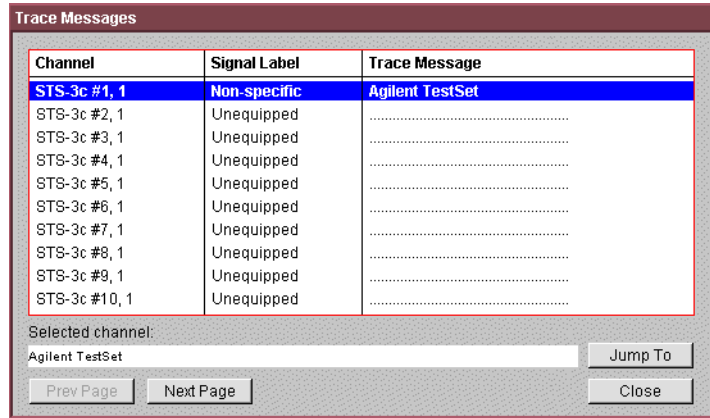 Trace Messages
Channel Signal Label Trace Message
STS-3c #1, 1 Non-specific Agilent TestSet
STS-3c #2, 1 Unequipped ................................................
STS-3c #3, 1 Unequipped ................................................
STS-3c #4, 1 Unequipped ................................................
STS-3c #5, 1 Unequipped ................................................
STS-3c #6, 1 Unequipped ................................................
STS-3c #7, 1 Unequipped ................................................
STS-3c #8, 1 Unequipped ................................................
STS-3c #9, 1 Unequipped ................................................
STS-3c #10, 1 Unequipped ................................................
Selected channel:
Agilent TestSet Jump To
Prev Page Next Page Close